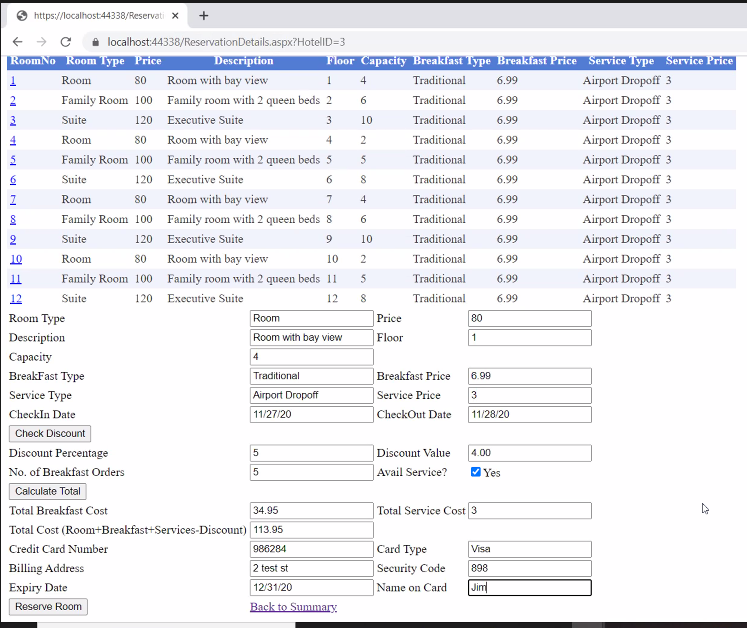 https://localhost:44338/Reservati
localhost:44338/ReservationDetails.aspx?HotelID=3
RoomNo Room Type Price Description Floor Capacity Breakfast Type Breakfast Price Service Type Service Price
1 Room 80 Room with bay view 1 4 Traditional 6.99 Airport Dropoff 3
2 Family Room 100 Family room with 2 queen beds 2 6 Traditional 6.99 Airport Dropoff 3
3 Suite 120 Executive Suite 3 10 Traditional 6.99 Airport Dropoff 3
4 Room 80 Room with bay view 4 2 Traditional 6.99 Airport Dropoff 3
5 Family Room 100 Family room with 2 queen beds 5 5 Traditional 6.99 Airport Dropoff 3
6 Suite 120 Executive Suite 6 8 Traditional 6.99 Airport Dropoff 3
7 Room 80 Room with bay view 7 4 Traditional 6.99 Airport Dropoff 3
8 Family Room 100 Family room with 2 queen beds 8 6 Traditional 6.99 Airport Dropoff 3
9 Suite 120 Executive Suite 9 10 Traditional 6.99 Airport Dropoff 3
10 Room 80 Room with bay view 10 2 Traditional 6.99 Airport Dropoff 3
11 Family Room 100 Family room with 2 queen beds 11 5 Traditional 6.99 Airport Dropoff 3
12 Suite 120 Executive Suite 12 8 Traditional 6.99 Airport Dropoff 3
Room Type Room Price 80
Description Room with bay view Floor 1
Capacity 4
BreakFast Type Traditional Breakfast Price 6.99
Service Type Airport Dropoff Service Price 3
CheckIn Date 11/27/20 CheckOut Date 11/28/20
Check Discount
Discount Percentage 5 Discount Value 4.00
No. of Breakfast Orders 5 Avail Service? Yes
Calculate Total
Total Breakfast Cost 34.95 Total Service Cost 3
Total Cost (Room+Breakfast+Services-Discount) 113.95
Credit Card Number 986284 Card Type Visa
Billing Address 2 test st Security Code 898
Expiry Date 12/31/20 Name on Card Jim
Reserve Room Back to Summary